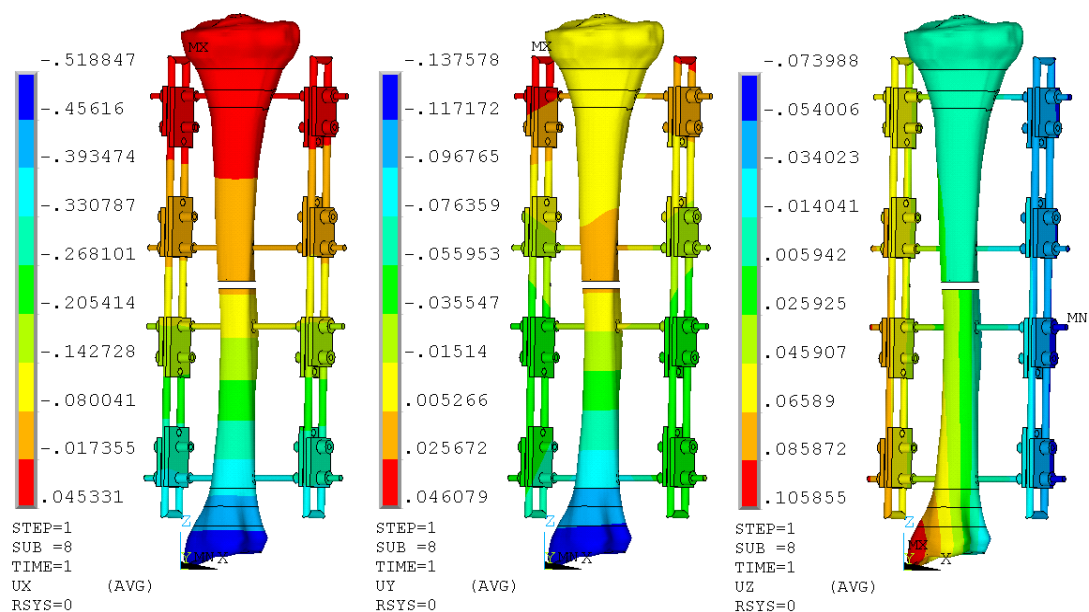 MX
-.518847
-.45616
-.393474
-.330787
-.268101
-.205414
-.142728
-.080041
-.017355
.045331
STEP=1
SUB =8
TIME=1
UX (AVG)
RSYS=0
Z
Y MN X
MX
-.137578
-.117172
-.096765
-.076359
-.055953
-.035547
-.01514
.005266
.025672
.046079
STEP=1
SUB =8
TIME=1
UY (AVG)
RSYS=0
Z
Y MN X
-.073988
-.054006
-.034023
-.014041
.005942
.025925
.045907
.06589
.085872
.105855
MN
STEP=1
SUB =8
TIME=1
UZ (AVG)
RSYS=0
Z
MX
Y X